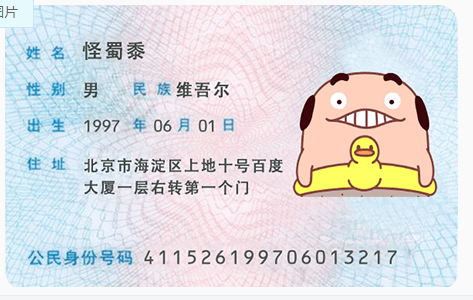 图片
姓名 怪蜀黍
性别 男 民族 维吾尔
出生 1997 年 06 月 01 日
住址 北京市海淀区上地十号百度
大厦一层右转第一个门
公民身份号码 411526199706013217